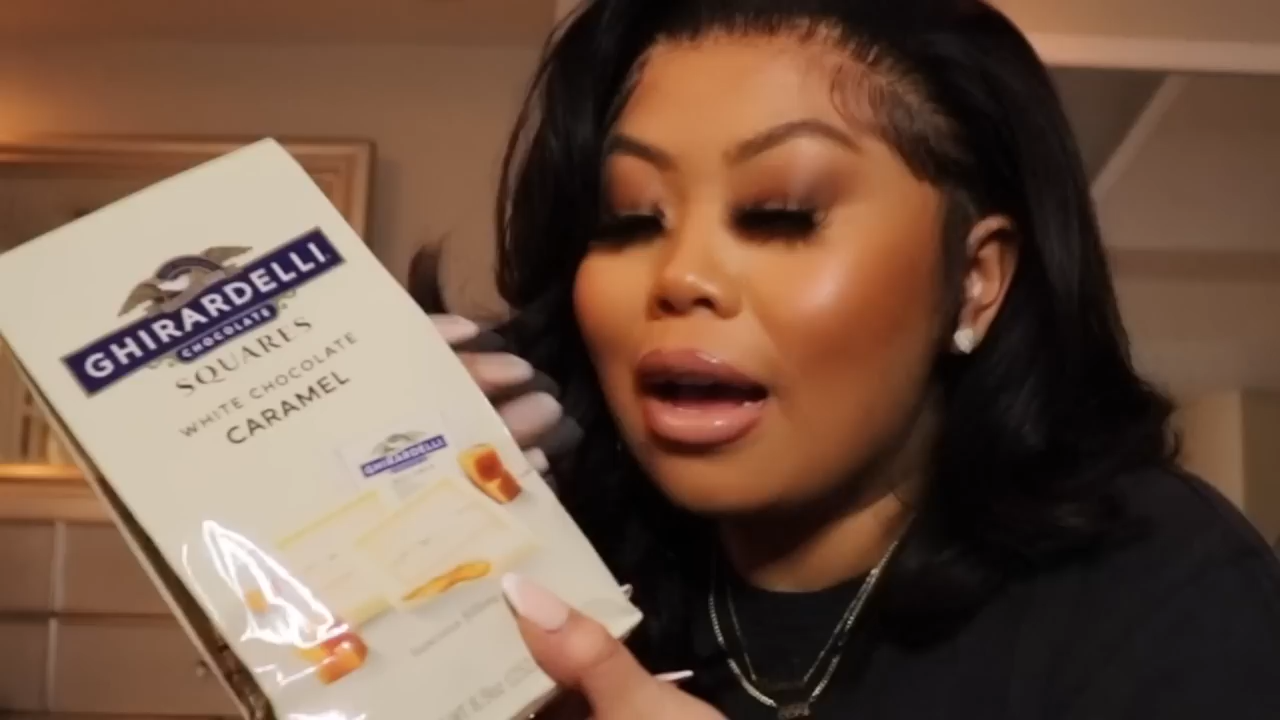 GHIRARDELLI
CHOCOLATE
SQUARES
WHITE CHOCOLATE
CARAMEL
GHIRARDELLI